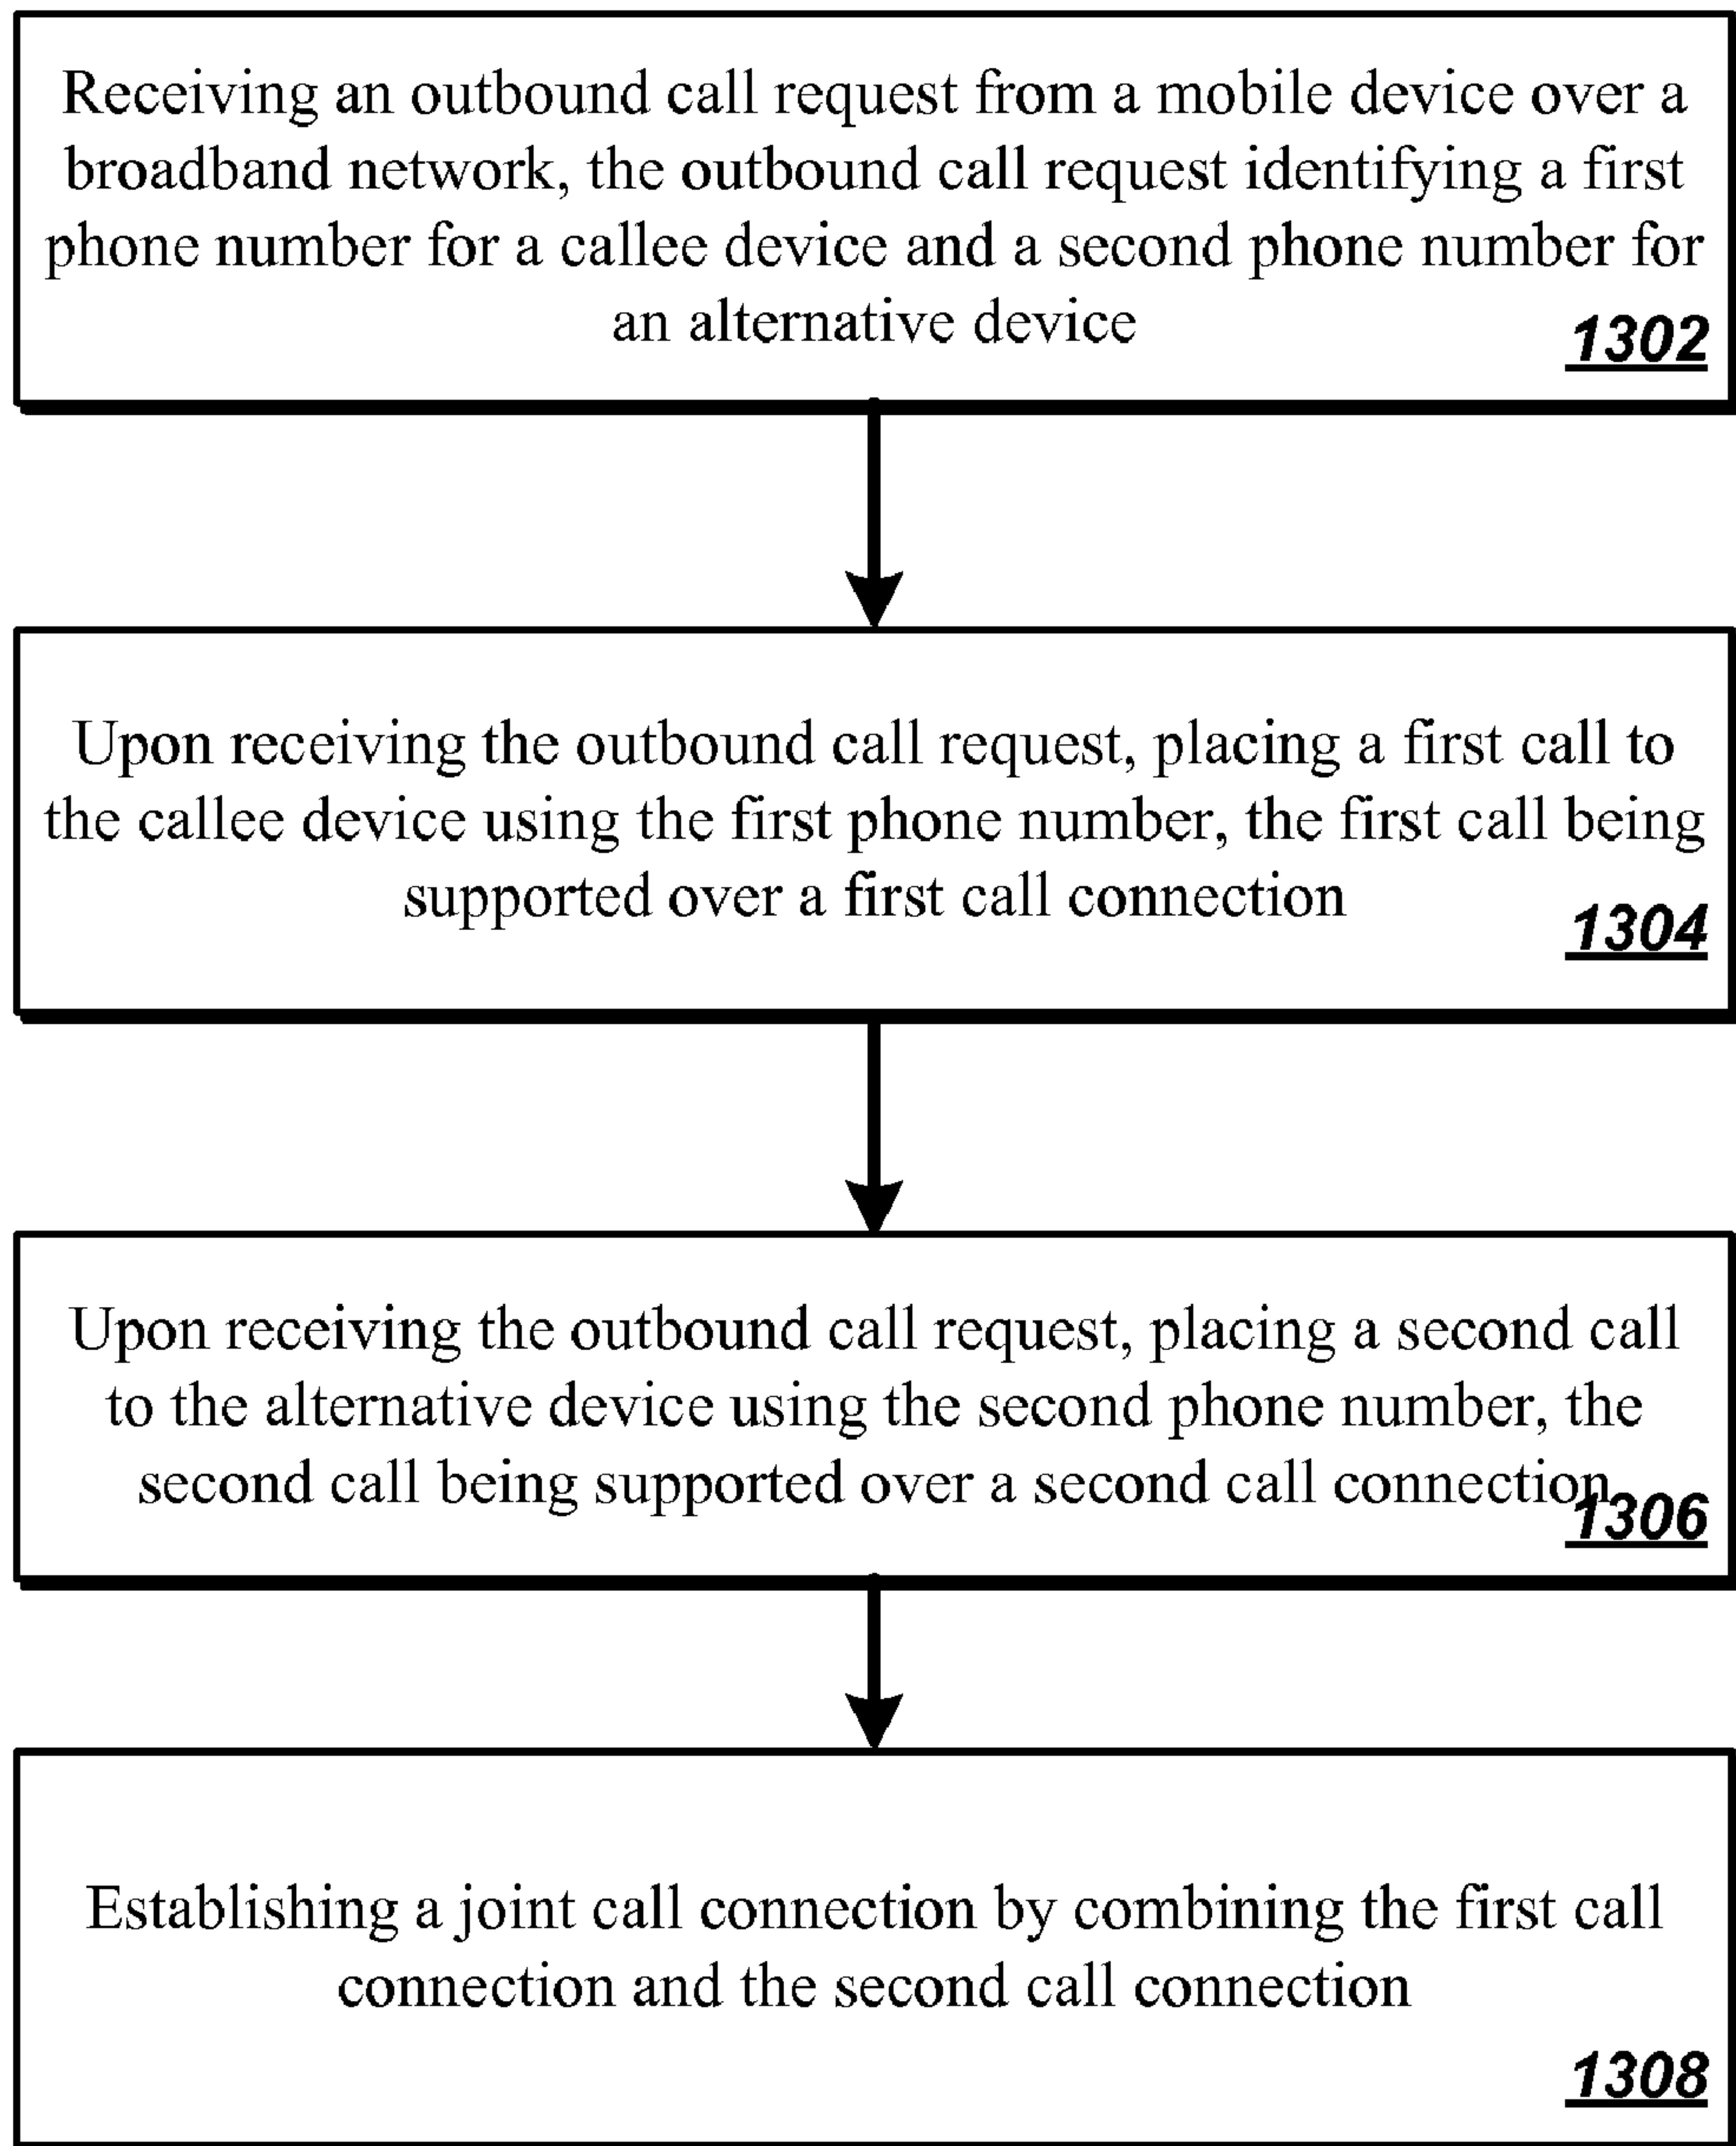 Receiving an outbound call request from a mobile device over a
broadband network, the outbound call request identifying a first
phone number for a callee device and a second phone number for
an alternative device
1302
Upon receiving the outbound call request, placing a first call to
the callee device using the first phone number, the first call being
supported over a first call connection
1304
Upon receiving the outbound call request, placing a second call
to the alternative device using the second phone number, the
second call being supported over a second call connection
1306
Establishing a joint call connection by combining the first call
connection and the second call connection
1308